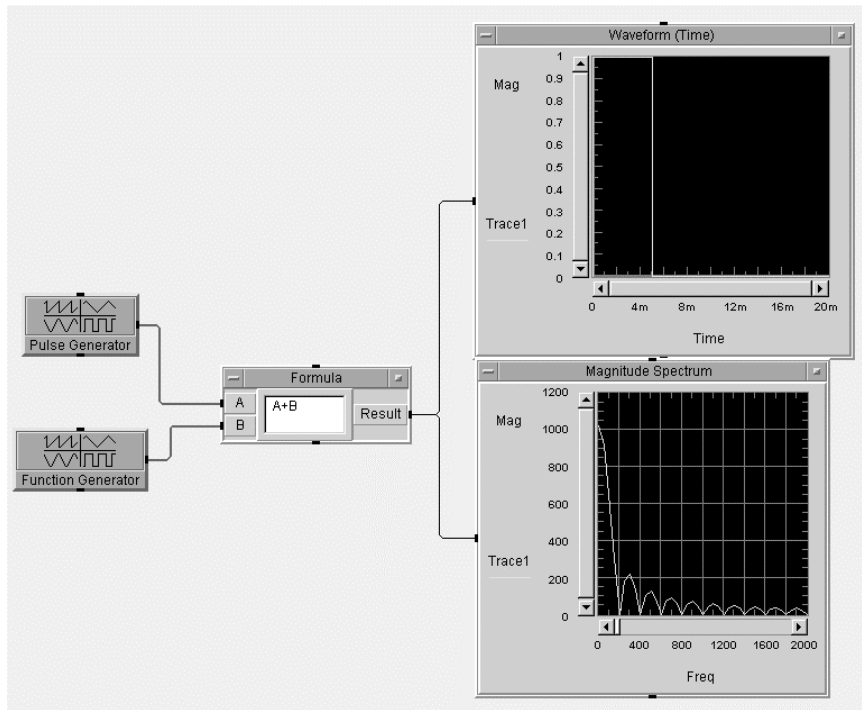 Waveform (Time)
Mag
Trace1
1
0.9
0.8
0.7
0.6
0.5
0.4
0.3
0.2
0.1
0
0 4m 8m 12m 16m 20m
Time
Pulse Generator
Function Generator
Formula
A
B
A+B
Result
Magnitude Spectrum
Mag
Trace1
1200
1000
800
600
400
200
0
0 400 800 1200 1600 2000
Freq